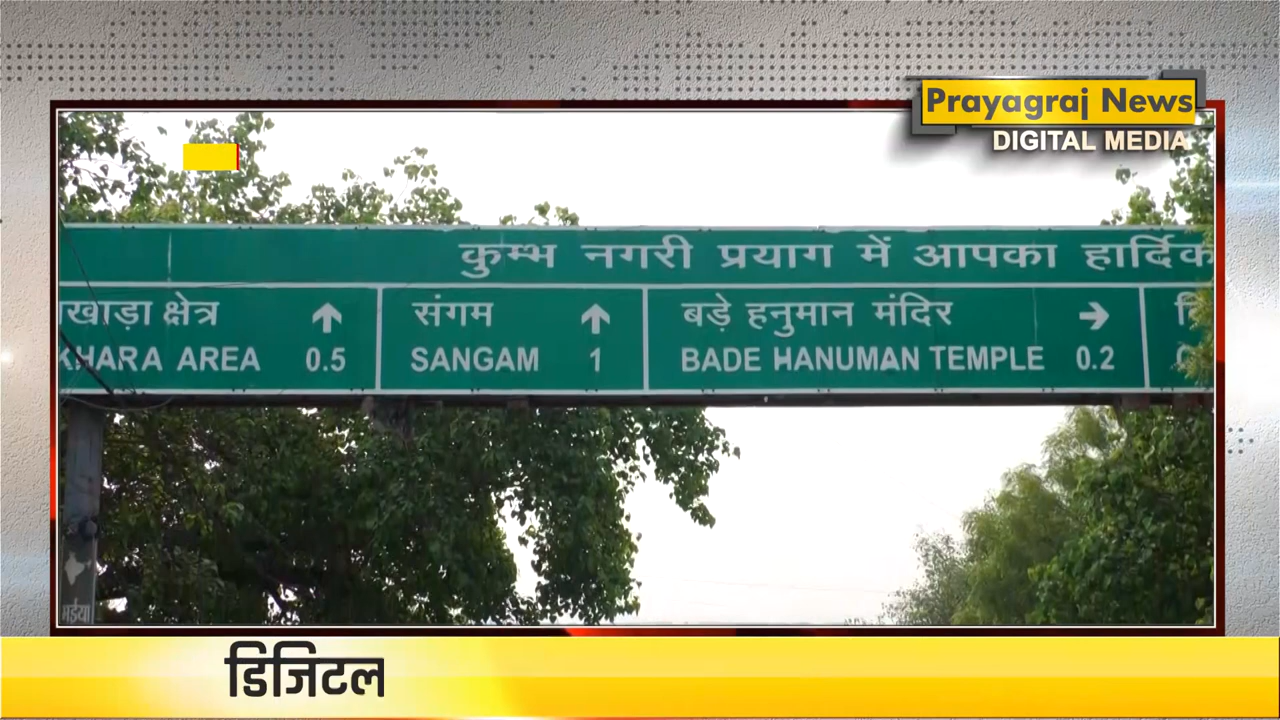 Prayagraj News
DIGITAL MEDIA
कुम्भ नगरी प्रयाग में आपका हार्दिक
खाड़ा क्षेत्र
KHARA AREA 0.5
संगम
SANGAM 1
बड़े हनुमान मंदिर
BADE HANUMAN TEMPLE 0.2
डिजिटल